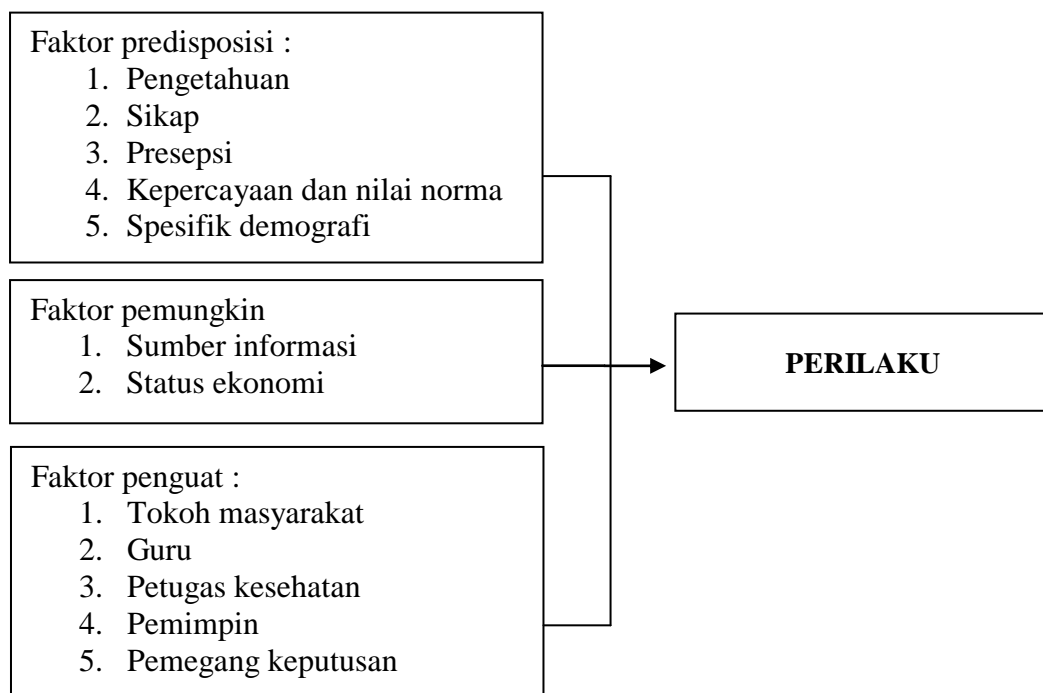 Faktor predisposisi :
1. Pengetahuan
2. Sikap
3. Presepsi
4. Kepercayaan dan nilai norma
5. Spesifik demografi
Faktor pemungkin
1. Sumber informasi
2. Status ekonomi
PERILAKU
Faktor penguat :
1. Tokoh masyarakat
2. Guru
3. Petugas kesehatan
4. Pemimpin
5. Pemegang keputusan